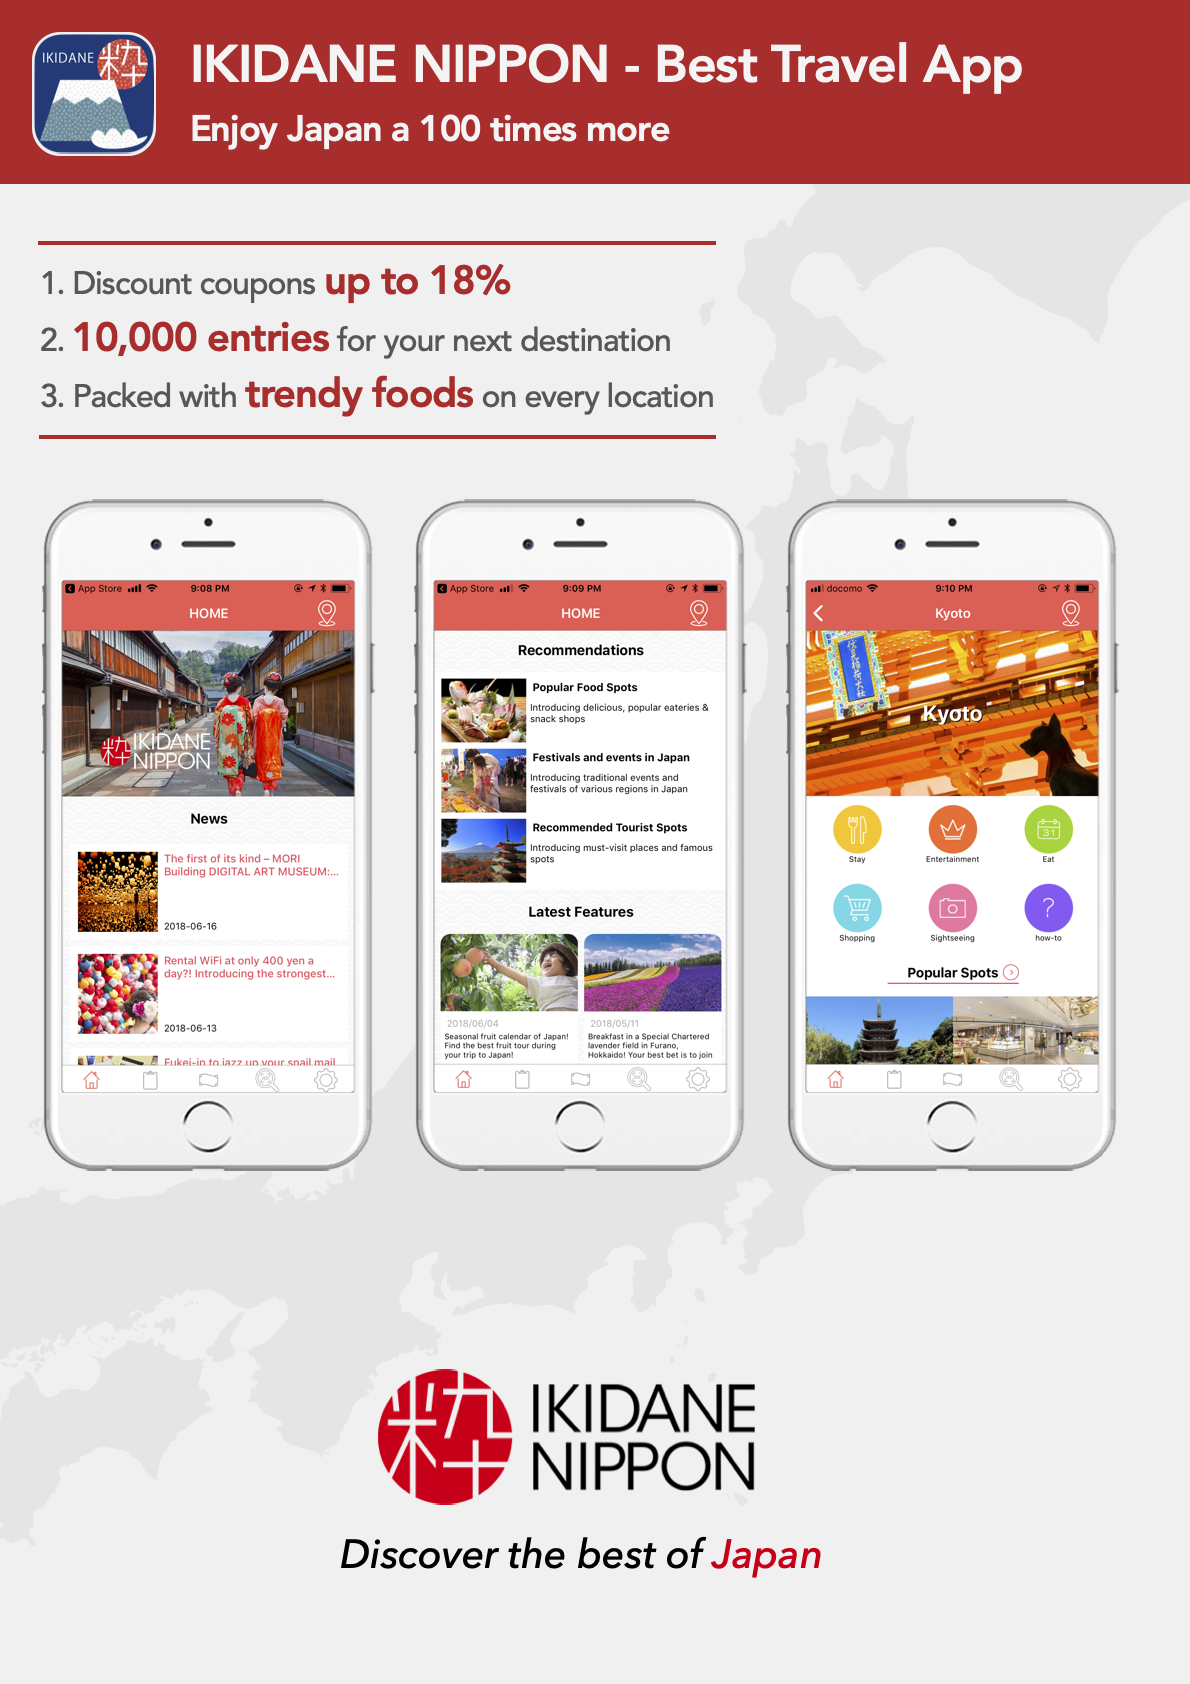 IKIDANE 粋
IKIDANE NIPPON - Best Travel App
Enjoy Japan a 100 times more
1. Discount coupons up to 18%
2. 10,000 entries for your next destination
3. Packed with trendy foods on every location
App Store 9:08 PM
HOME
粋 IKIDANE
NIPPON
News
The first of its kind – MORI
Building DIGITAL ART MUSEUM:...
2018-06-16
Rental WiFi at only 400 yen a
day?! Introducing the strongest...
2018-06-13
Fukei-in to jazz up your snail mail
App Store 9:09 PM
HOME
Recommendations
Popular Food Spots
Introducing delicious, popular eateries &
snack shops
Festivals and events in Japan
Introducing traditional events and
festivals of various regions in Japan
Recommended Tourist Spots
Introducing must-visit places and famous
spots
Latest Features
2018/06/04
Seasonal fruit calendar of Japan!
Find the best fruit tour during
your trip to Japan!
2018/05/11
Breakfast in a Special Chartered
lavender field in Furano,
Hokkaido! Your best bet is to join
docomo 9:10 PM
Kyoto
伏見稲荷大社
Kyoto
Stay Entertainment 31 Eat
Shopping Sightseeing ? how-to
Popular Spots
粋 IKIDANE
NIPPON
Discover the best of Japan